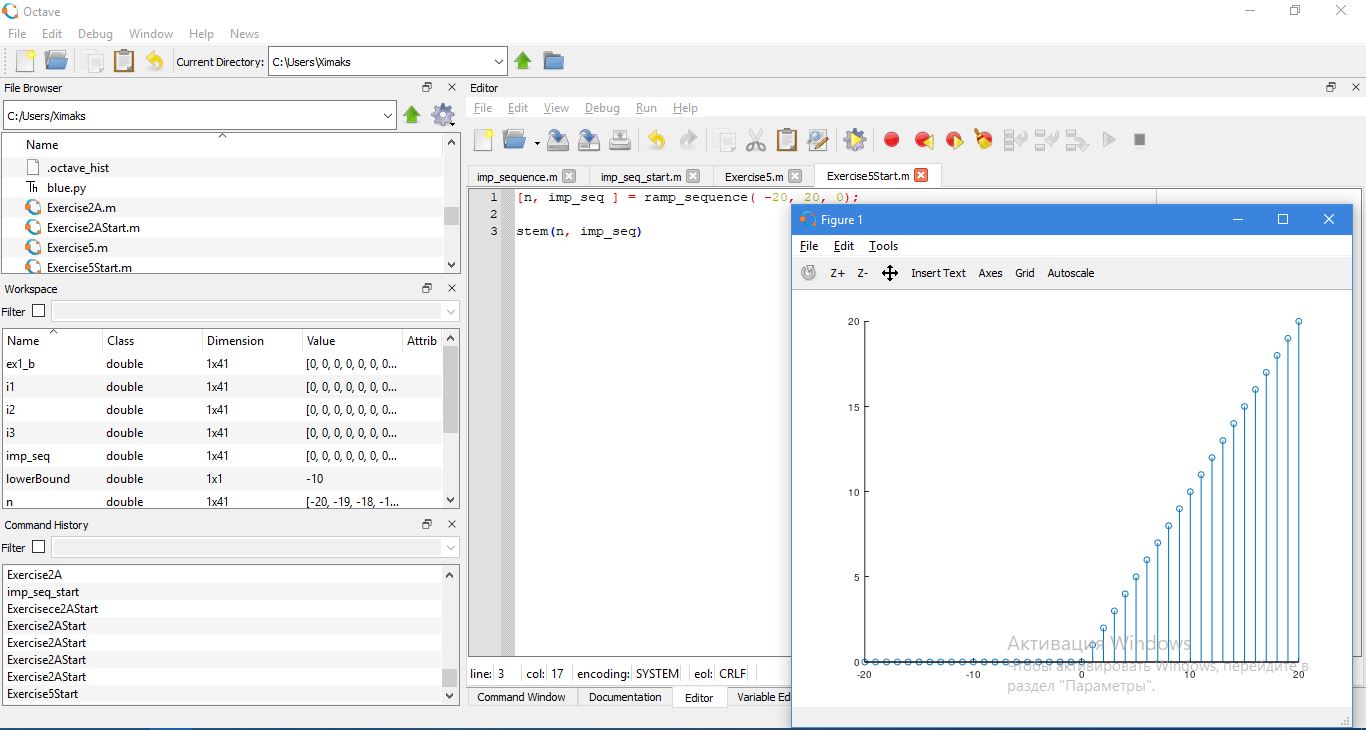 Octave
File Edit Debug Window Help News
Current Directory: C:\Users\Ximaks
File Browser
C:/Users/Ximaks
Name
.octave_hist
blue.py
Exercise2A.m
Exercise2AStart.m
Exercise5.m
Exercise5Start.m
Workspace
Filter
Name Class Dimension Value Attrib
ex1_b double 1x41 [0, 0, 0, 0, 0, 0, 0...
i1 double 1x41 [0, 0, 0, 0, 0, 0, 0...
i2 double 1x41 [0, 0, 0, 0, 0, 0, 0...
i3 double 1x41 [0, 0, 0, 0, 0, 0, 0...
imp_seq double 1x41 [0, 0, 0, 0, 0, 0, 0...
lowerBound double 1x1 -10
n double 1x41 [-20, -19, -18, -1...
Command History
Filter
Exercise2A
imp_seq_start
Exercisece2AStart
Exercise2AStart
Exercise2AStart
Exercise2AStart
Exercise2AStart
Exercise5Start
Editor
File Edit View Debug Run Help
imp_sequence.m imp_seq_start.m Exercise5.m Exercise5Start.m
1 [n, imp_seq ] = ramp_sequence( -20, 20, 0);
2
3 stem(n, imp_seq)
line: 3 col: 17 encoding: SYSTEM eol: CRLF
Command Window Documentation Editor Variable Ed
Figure 1
File Edit Tools
Z+ Z- Insert Text Axes Grid Autoscale
20
15
10
5
0
-20 -10 0 10 20
Активация Windows
Чтобы активировать Windows, перейдите в
раздел "Параметры".